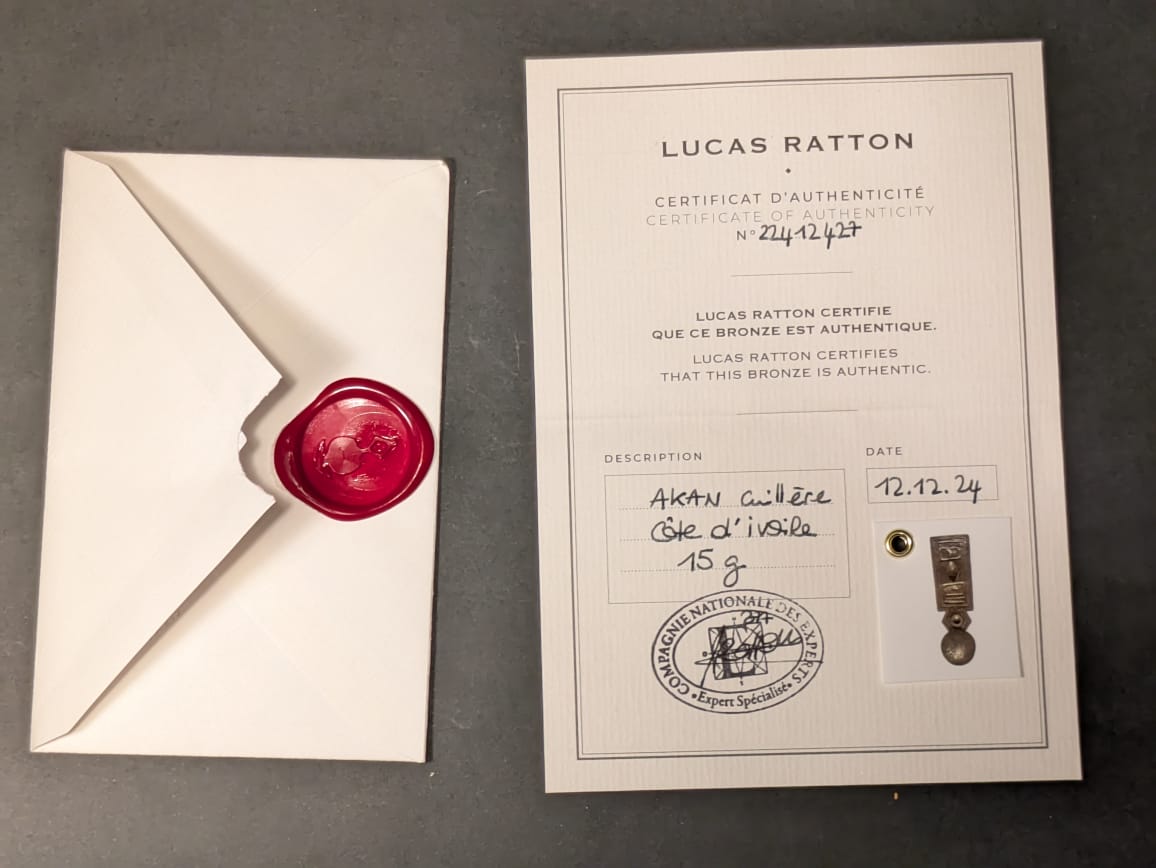 LUCAS RATTON
CERTIFICAT D'AUTHENTICITÉ
CERTIFICATE OF AUTHENTICITY
N° 22412427
LUCAS RATTON CERTIFIE
QUE CE BRONZE EST AUTHENTIQUE.
LUCAS RATTON CERTIFIES
THAT THIS BRONZE IS AUTHENTIC.
DESCRIPTION
DATE
AKAN Cuillère
Côte d'ivoire
15 g
12.12.24
COMPAGNIE NATIONALE DES EXPERTS
Expert Spécialisé